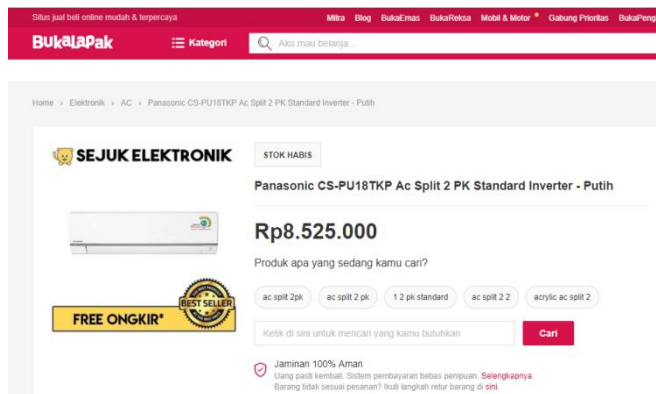 Situs jual beli online mudah & terpercaya
Mitra Blog BukaEmas BukaReksa Mobil & Motor Gabung Prioritas BukaPeng
BukaLapak Kategori Aku mau belanja...
Home › Elektronik › AC › Panasonic CS-PU18TKP Ac Split 2 PK Standard Inverter - Putih
SEJUK ELEKTRONIK
STOK HABIS
Panasonic CS-PU18TKP Ac Split 2 PK Standard Inverter - Putih
Rp8.525.000
Produk apa yang sedang kamu cari?
ac split 2pk ac split 2 pk 1 2 pk standard ac split 2 2 acrylic ac split 2
BEST SELLER
FREE ONGKIR*
Ketik di sini untuk mencari yang kamu butuhkan Cari
Jaminan 100% Aman
Uang pasti kembali. Sistem pembayaran bebas penipuan. Selengkapnya.
Barang tidak sesuai pesanan? Ikuti langkah retur barang di sini.